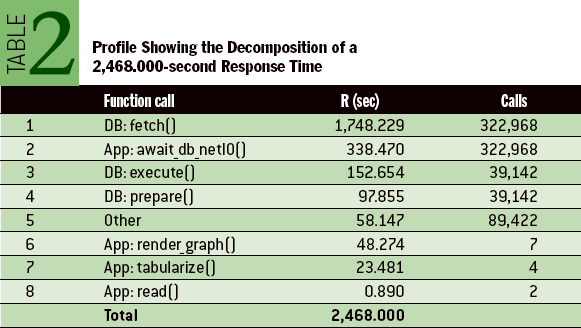 TABLE 2
Profile Showing the Decomposition of a
2,468.000-second Response Time
Function call R (sec) Calls
1 DB: fetch() 1,748.229 322,968
2 App: await_db_netIO() 338.470 322,968
3 DB: execute() 152.654 39,142
4 DB: prepare() 97.855 39,142
5 Other 58.147 89,422
6 App: render_graph() 48.274 7
7 App: tabularize() 23.481 4
8 App: read() 0.890 2
Total 2,468.000